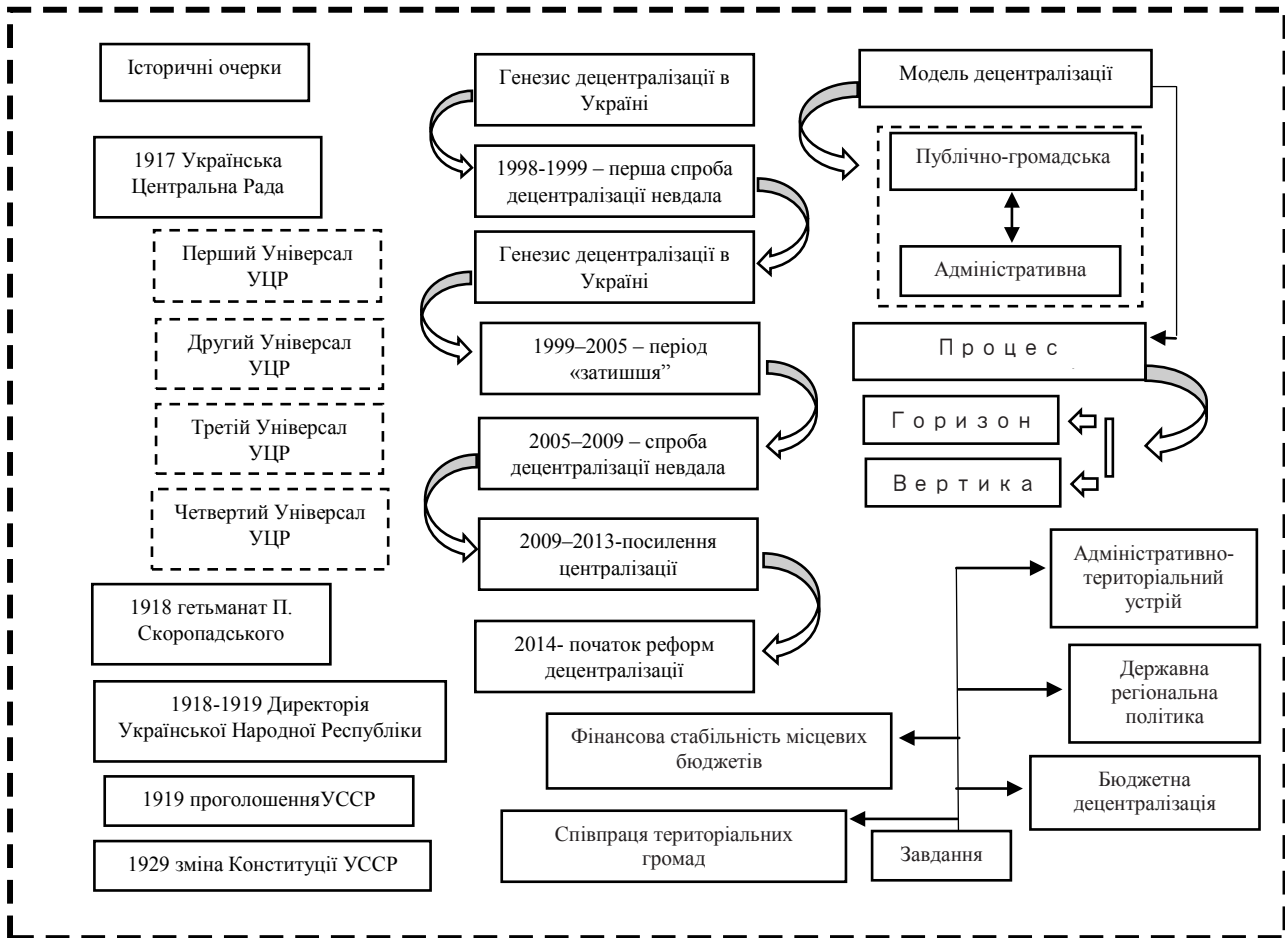 Історичні очерки
1917 Українська
Центральна Рада
Перший Універсал
УЦР
Другий Універсал
УЦР
Третій Універсал
УЦР
Четвертий Універсал
УЦР
1918 гетьманат П.
Скоропадського
1918-1919 Директорія
Української Народної Республіки
1919 проголошенняУССР
1929 зміна Конституції УССР
Генезис децентралізації в
Україні
1998-1999 – перша спроба
децентралізації невдала
Генезис децентралізації в
Україні
1999–2005 – період
«затишшя”
2005–2009 – спроба
децентралізації невдала
2009–2013-посилення
централізації
2014- початок реформ
децентралізації
Модель децентралізації
Публічно-громадська
Адміністративна
Процес
Горизон
Вертика
Адміністративно-
територіальний
устрій
Державна
регіональна
політика
Фінансова стабільність місцевих
бюджетів
Бюджетна
децентралізація
Співпраця територіальних
громад
Завдання